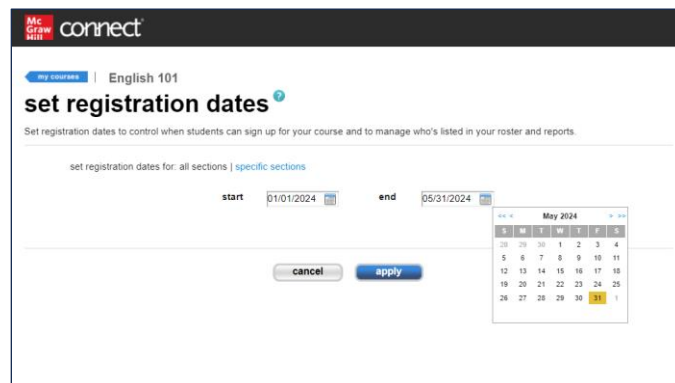 Mc
Graw
Hill
connect
my courses | English 101
set registration dates ?
Set registration dates to control when students can sign up for your course and to manage who's listed in your roster and reports.
set registration dates for: all sections | specific sections
start 01/01/2024 end 05/31/2024
<< < May 2024 > >>
S M T W T F S
28 29 30 1 2 3 4
5 6 7 8 9 10 11
12 13 14 15 16 17 18
19 20 21 22 23 24 25
26 27 28 29 30 31 1
cancel apply